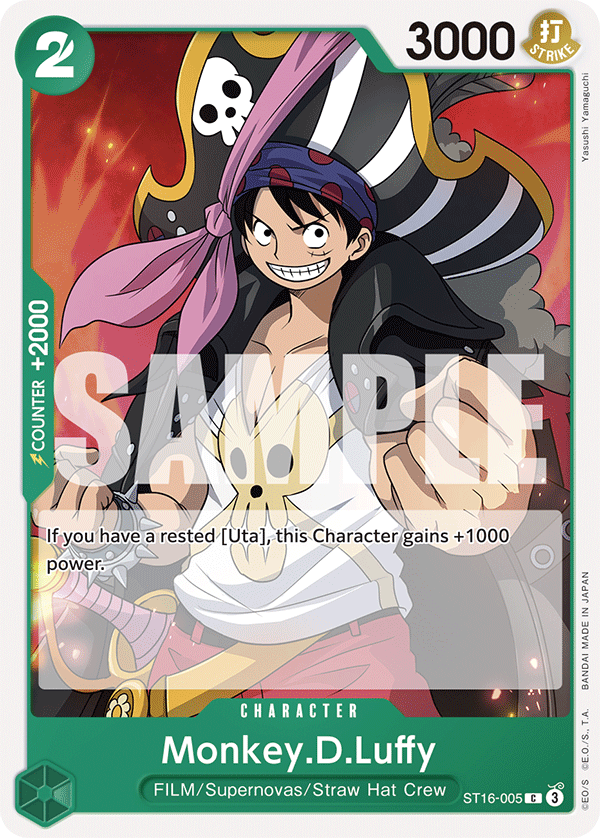 2
3000
打
STRIKE
Yasushi Yamaguchi
COUNTER +2000
SAMPLE
If you have a rested [Uta], this Character gains +1000
power.
BANDAI MADE IN JAPAN
©E.O./S., T.A.
©EO/S
CHARACTER
Monkey.D.Luffy
FILM/Supernovas/Straw Hat Crew
ST16-005 C 3